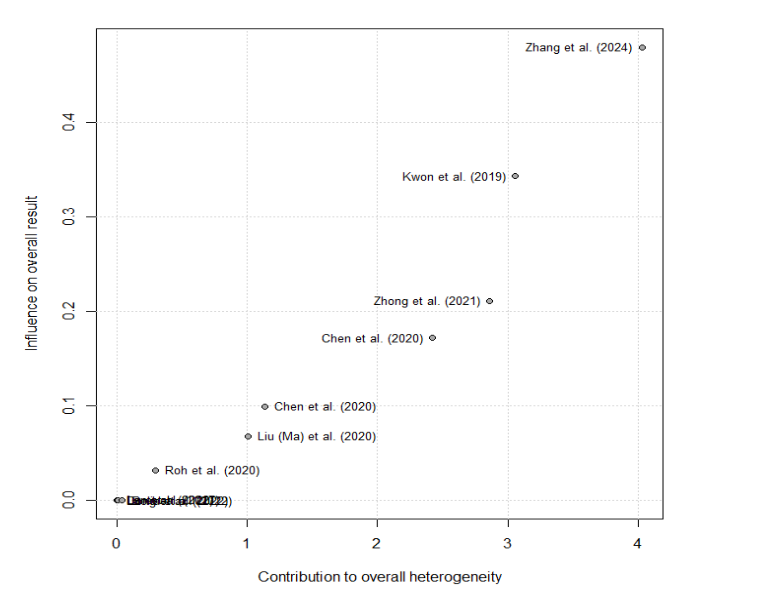 Zhang et al. (2024)
0.4
Kwon et al. (2019)
0.3
Influence on overall result
Zhong et al. (2021)
0.2
Chen et al. (2020)
0.1
Chen et al. (2020)
Liu (Ma) et al. (2020)
Roh et al. (2020)
0.0
0 1 2 3 4
Contribution to overall heterogeneity